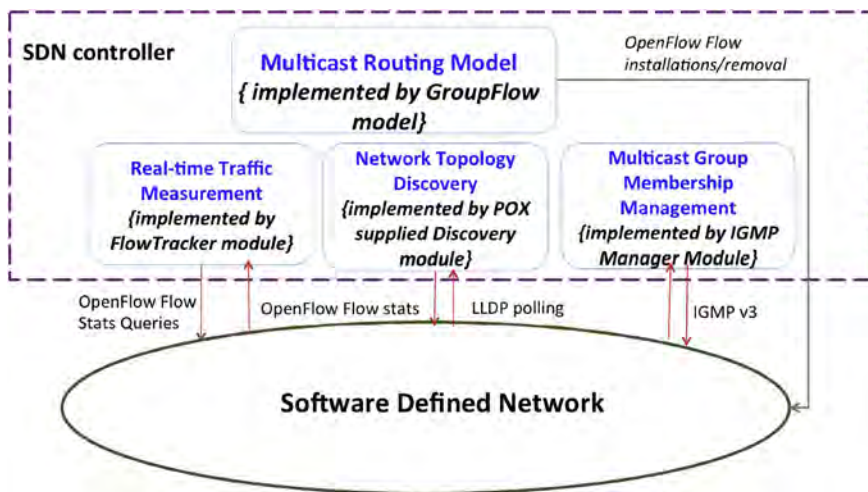 SDN controller
Multicast Routing Model
{ implemented by GroupFlow
model}
OpenFlow Flow
installations/removal
Real-time Traffic
Measurement
{implemented by
FlowTracker module}
Network Topology
Discovery
{implemented by POX
supplied Discovery
module}
Multicast Group
Membership
Management
{implemented by IGMP
Manager Module}
OpenFlow Flow
Stats Queries
OpenFlow Flow stats
LLDP polling
IGMP v3
Software Defined Network